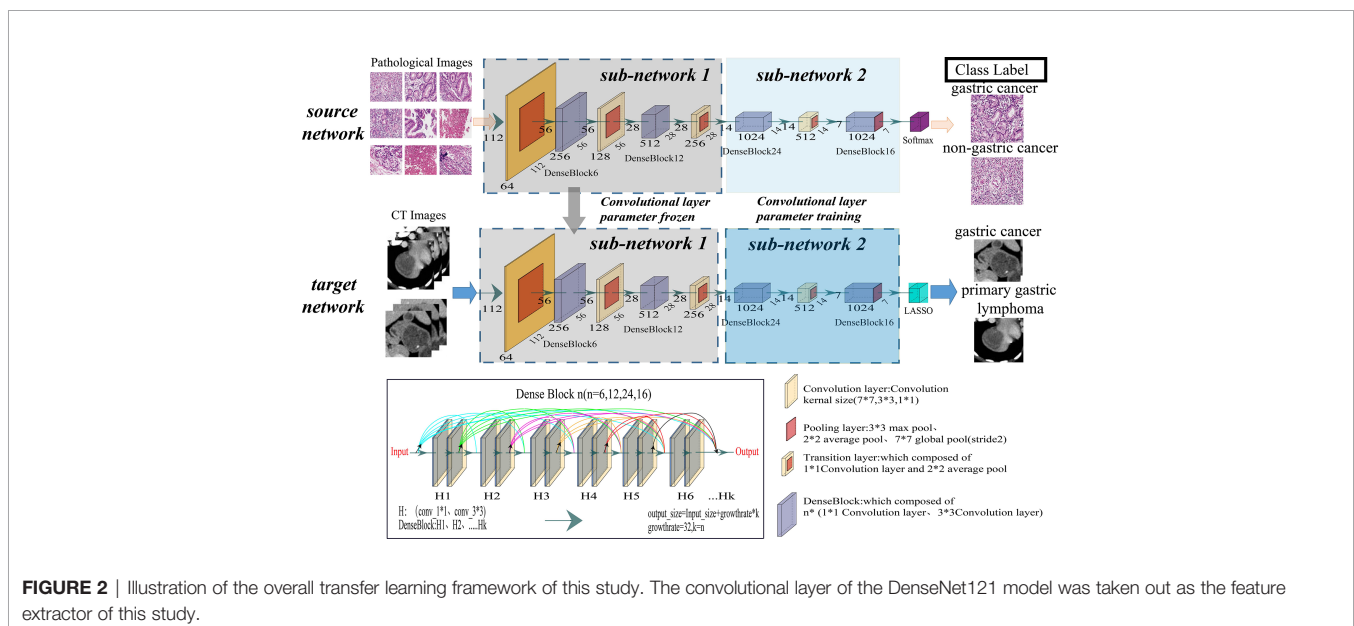 Pathological Images
sub-network 1
sub-network 2
Class Label
gastric cancer
source
network
112
64
112
56
256
DenseBlock6
56
56
128
56
28
512
DenseBlock12
28
28
256
28
14
1024
DenseBlock24
14
14
512
14
7
1024
DenseBlock16
7
Softmax
non-gastric cancer
Convolutional layer
parameter frozen
Convolutional layer
parameter training
CT Images
sub-network 1
sub-network 2
gastric cancer
target
network
112
64
112
56
256
DenseBlock6
56
56
128
56
28
512
DenseBlock12
28
28
256
28
14
1024
DenseBlock24
14
14
512
14
7
1024
DenseBlock16
7
LASSO
primary gastric
lymphoma
Dense Block n(n=6,12,24,16)
Input
Output
H1 H2 H3 H4 H5 H6 ...Hk
H: (conv_1*1、conv_3*3)
DenseBlock:H1、H2、.....Hk
output_size=Input_size+growthrate*k
growthrate=32,k=n
Convolution layer:Convolution
kernal size(7*7,3*3,1*1)
Pooling layer:3*3 max pool、
2*2 average pool、7*7 global pool(stride2)
Transition layer:which composed of
1*1Convolution layer and 2*2 average pool
DenseBlock:which composed of
n* (1*1 Convolution layer、3*3Convolution layer)
FIGURE 2 | Illustration of the overall transfer learning framework of this study. The convolutional layer of the DenseNet121 model was taken out as the feature
extractor of this study.